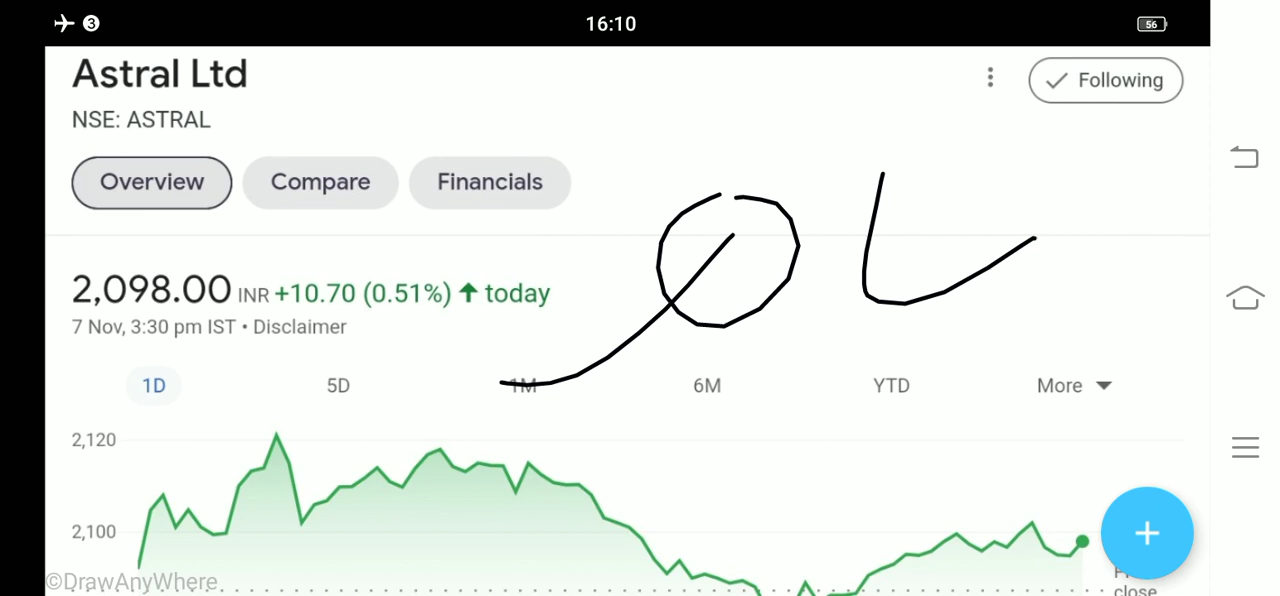 3 16:10 56
Astral Ltd Following
NSE: ASTRAL
Overview Compare Financials
2,098.00 INR +10.70 (0.51%) ↑ today
7 Nov, 3:30 pm IST • Disclaimer
1D 5D 1M 6M YTD More
2,120
2,100
©DrawAnyWhere
close